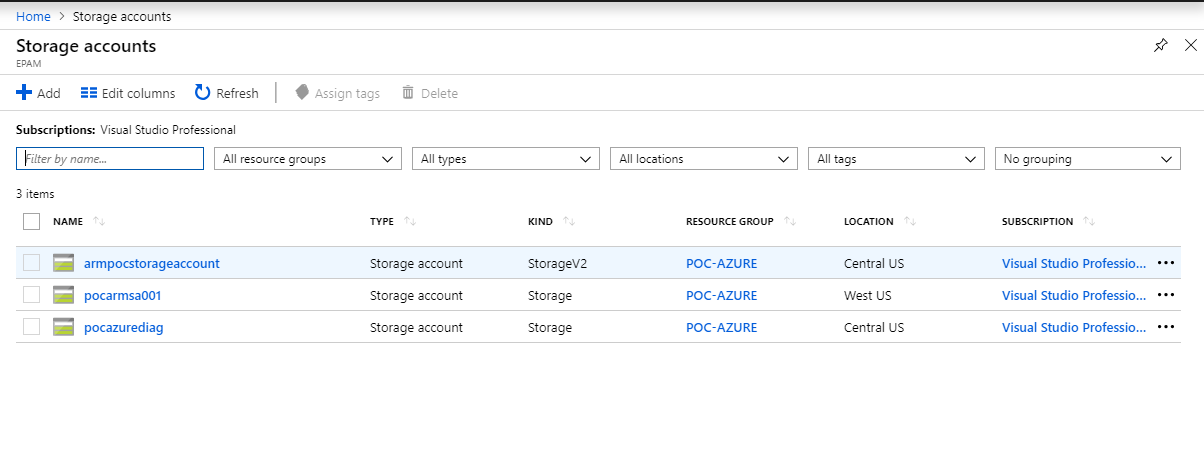 Home > Storage accounts
Storage accounts
EPAM
Add Edit columns Refresh Assign tags Delete
Subscriptions: Visual Studio Professional
Filter by name... All resource groups All types All locations All tags No grouping
3 items
NAME TYPE KIND RESOURCE GROUP LOCATION SUBSCRIPTION
armpocstorageaccount Storage account StorageV2 POC-AZURE Central US Visual Studio Professio...
pocarmsa001 Storage account Storage POC-AZURE West US Visual Studio Professio...
pocazurediag Storage account Storage POC-AZURE Central US Visual Studio Professio...